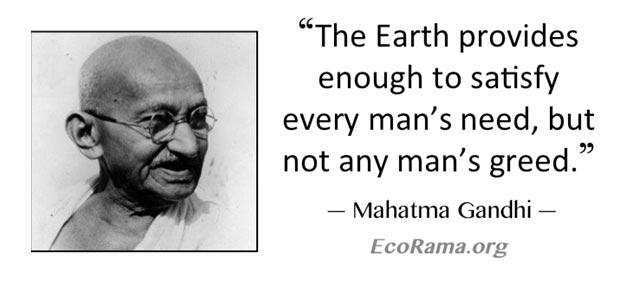 “The Earth provides
enough to satisfy
every man’s need, but
not any man’s greed.”
— Mahatma Gandhi —
EcoRama.org